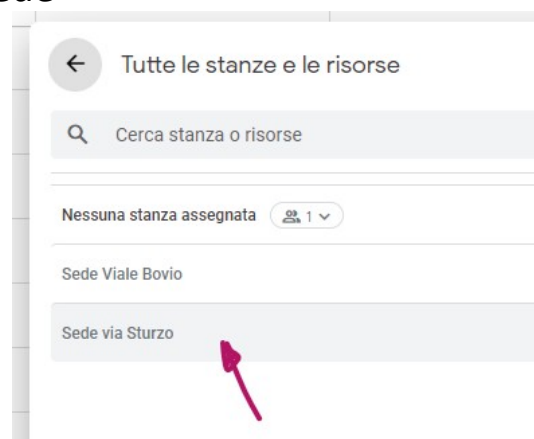 Tutte le stanze e le risorse
Cerca stanza o risorse
Nessuna stanza assegnata 1
Sede Viale Bovio
Sede via Sturzo